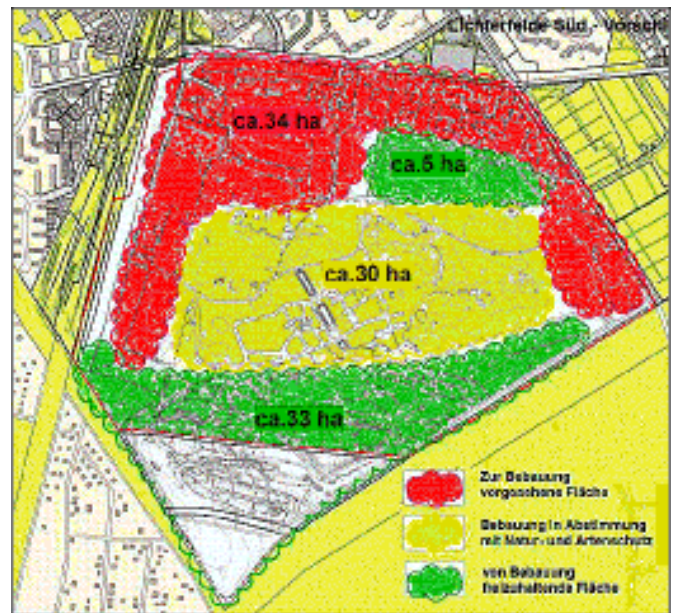 Lichterfelde Süd - Vorschl
ca.34 ha
ca.5 ha
ca.30 ha
ca.33 ha
Zur Bebauung
vorgesehene Fläche
Bebauung in Abstimmung
mit Natur- und Artenschutz
von Bebauung
freizuhaltende Fläche